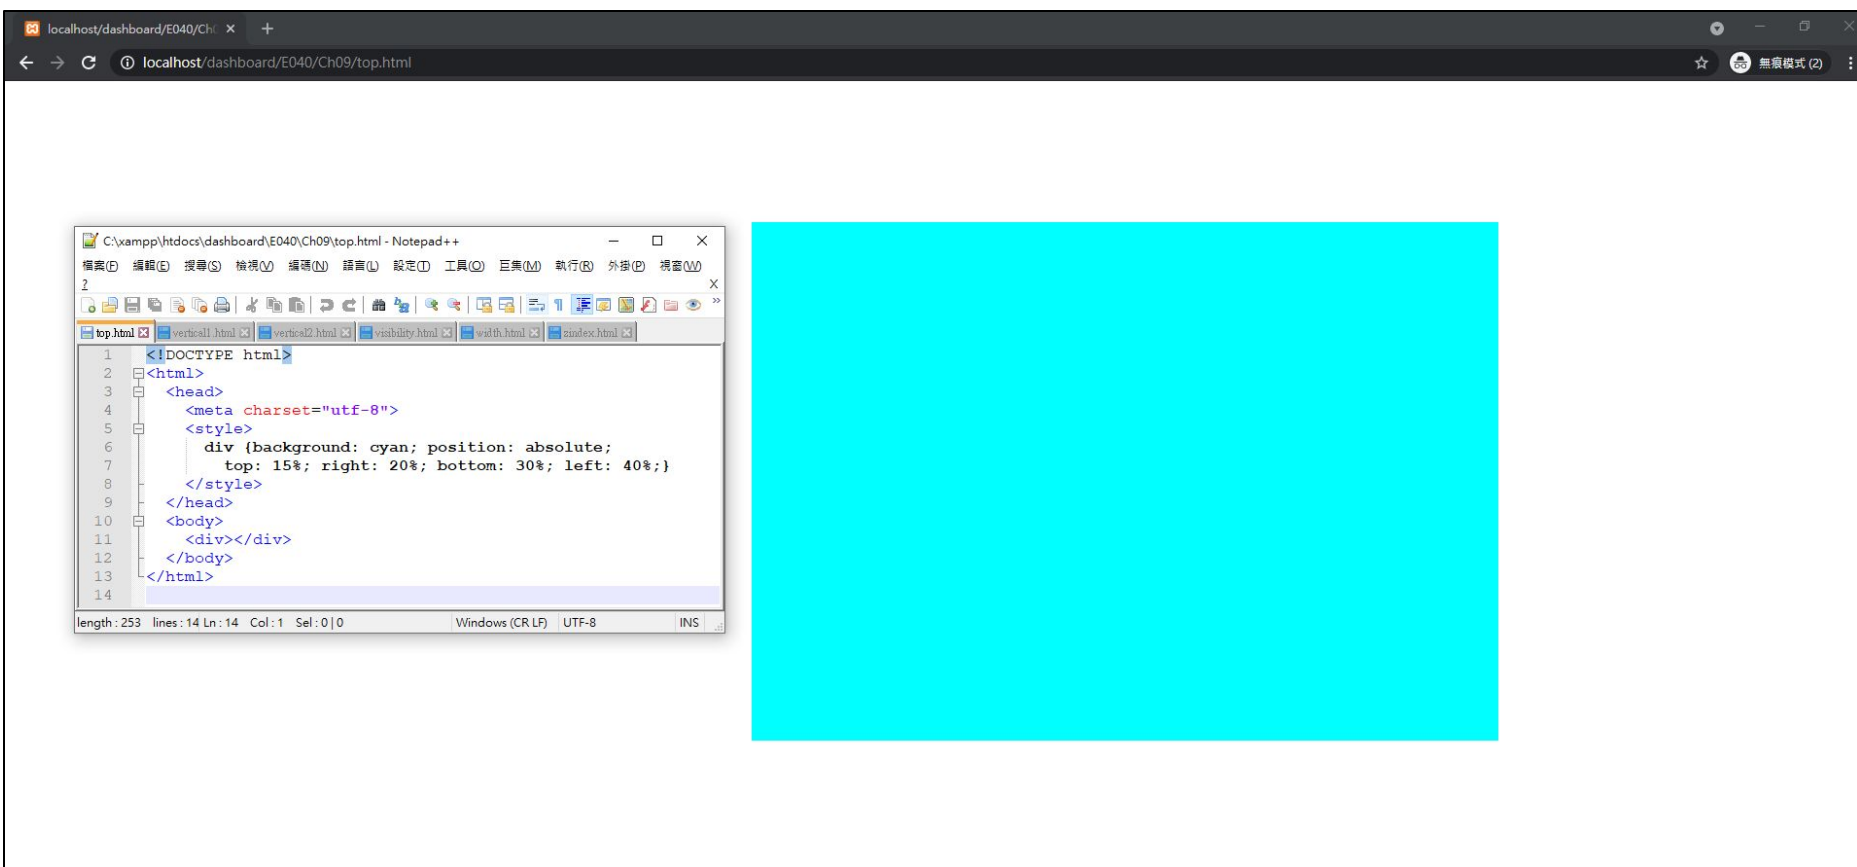 localhost/dashboard/E040/Ch
localhost/dashboard/E040/Ch09/top.html
無痕模式 (2)
C:\xampp\htdocs\dashboard\E040\Ch09\top.html - Notepad++
檔案(F) 編輯(E) 搜尋(S) 檢視(V) 編碼(N) 語言(L) 設定(T) 工具(O) 巨集(M) 執行(R) 外掛(P) 視窗(W)
? X
top.html vertical1.html vertical2.html visibility.html width.html zindex.html
1 <!DOCTYPE html>
2 <html>
3 <head>
4 <meta charset="utf-8">
5 <style>
6 div {background: cyan; position: absolute;
7 top: 15%; right: 20%; bottom: 30%; left: 40%;}
8 </style>
9 </head>
10 <body>
11 <div></div>
12 </body>
13 </html>
14
length : 253 lines : 14 Ln : 14 Col : 1 Sel : 0 | 0 Windows (CR LF) UTF-8 INS